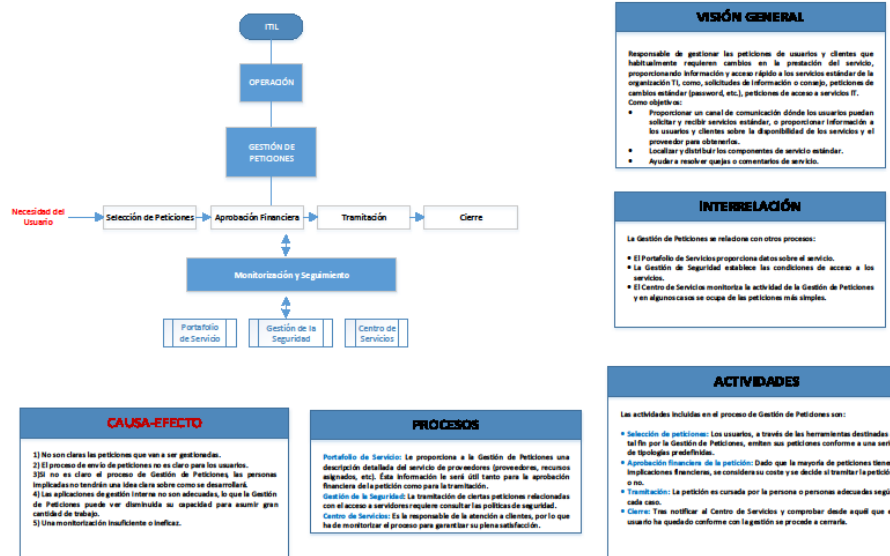 ITIL
OPERACIÓN
GESTIÓN DE
PETICIONES
Necesidad del
Usuario
Selección de Peticiones
Aprobación Financiera
Tramitación
Cierre
Monitorización y Seguimiento
Portafolio
de Servicio
Gestión de la
Seguridad
Centro de
Servicios
VISIÓN GENERAL
Responsable de gestionar las peticiones de usuarios y clientes que
habitualmente requieren cambios en la prestación del servicio,
proporcionando información y acceso rápido a los servicios estándar de la
organización TI, como, solicitudes de información o consejo, peticiones de
cambios estándar (password, etc.), peticiones de acceso a servicios IT.
Como objetivos:
• Proporcionar un canal de comunicación dónde los usuarios puedan
solicitar y recibir servicios estándar, o proporcionar información a
los usuarios y clientes sobre la disponibilidad de los servicios y el
proveedor para obtenerlos.
• Localizar y distribuir los componentes de servicio estándar.
• Ayudar a resolver quejas o comentarios de servicio.
INTERRELACIÓN
La Gestión de Peticiones se relaciona con otros procesos:
• El Portafolio de Servicios proporciona datos sobre el servicio.
• La Gestión de Seguridad establece las condiciones de acceso a los
servicios.
• El Centro de Servicios monitoriza la actividad de la Gestión de Peticiones
y en algunos casos se ocupa de las peticiones más simples.
CAUSA-EFECTO
1) No son claras las peticiones que van a ser gestionadas.
2) El proceso de envío de peticiones no es claro para los usuarios.
3)Si no es claro el proceso de Gestión de Peticiones, las personas
implicadas no tendrán una idea clara sobre como se desarrollará.
4) Las aplicaciones de gestión interna no son adecuadas, lo que la Gestión
de Peticiones puede ver disminuida su capacidad para asumir gran
cantidad de trabajo.
5) Una monitorización insuficiente o ineficaz.
PROCESOS
Portafolio de Servicio: Le proporciona a la Gestión de Peticiones una
descripción detallada del servicio de proveedores (proveedores, recursos
asignados, etc). Ésta información le será útil tanto para la aprobación
financiera de la petición como para la tramitación.
Gestión de la Seguridad: La tramitación de ciertas peticiones relacionadas
con el acceso a servidores requiere consultar las políticas de seguridad.
Centro de Servicios: Es la responsable de la atención a clientes, por lo que
ha de monitorizar el proceso para garantizar su plena satisfacción.
ACTIVIDADES
Las actividades incluidas en el proceso de Gestión de Peticiones son:
• Selección de peticiones: Los usuarios, a través de las herramientas destinadas
tal fin por la Gestión de Peticiones, emiten sus peticiones conforme a una seri
de tipologías predefinidas.
• Aprobación financiera de la petición: Dado que la mayoría de peticiones tiene
implicaciones financieras, se considera su coste y se decide si tramitar la petició
o no.
• Tramitación: La petición es cursada por la persona o personas adecuadas segú
cada caso.
• Cierre: Tras notificar al Centro de Servicios y comprobar desde aquél que e
usuario ha quedado conforme con la gestión se procede a cerrarla.